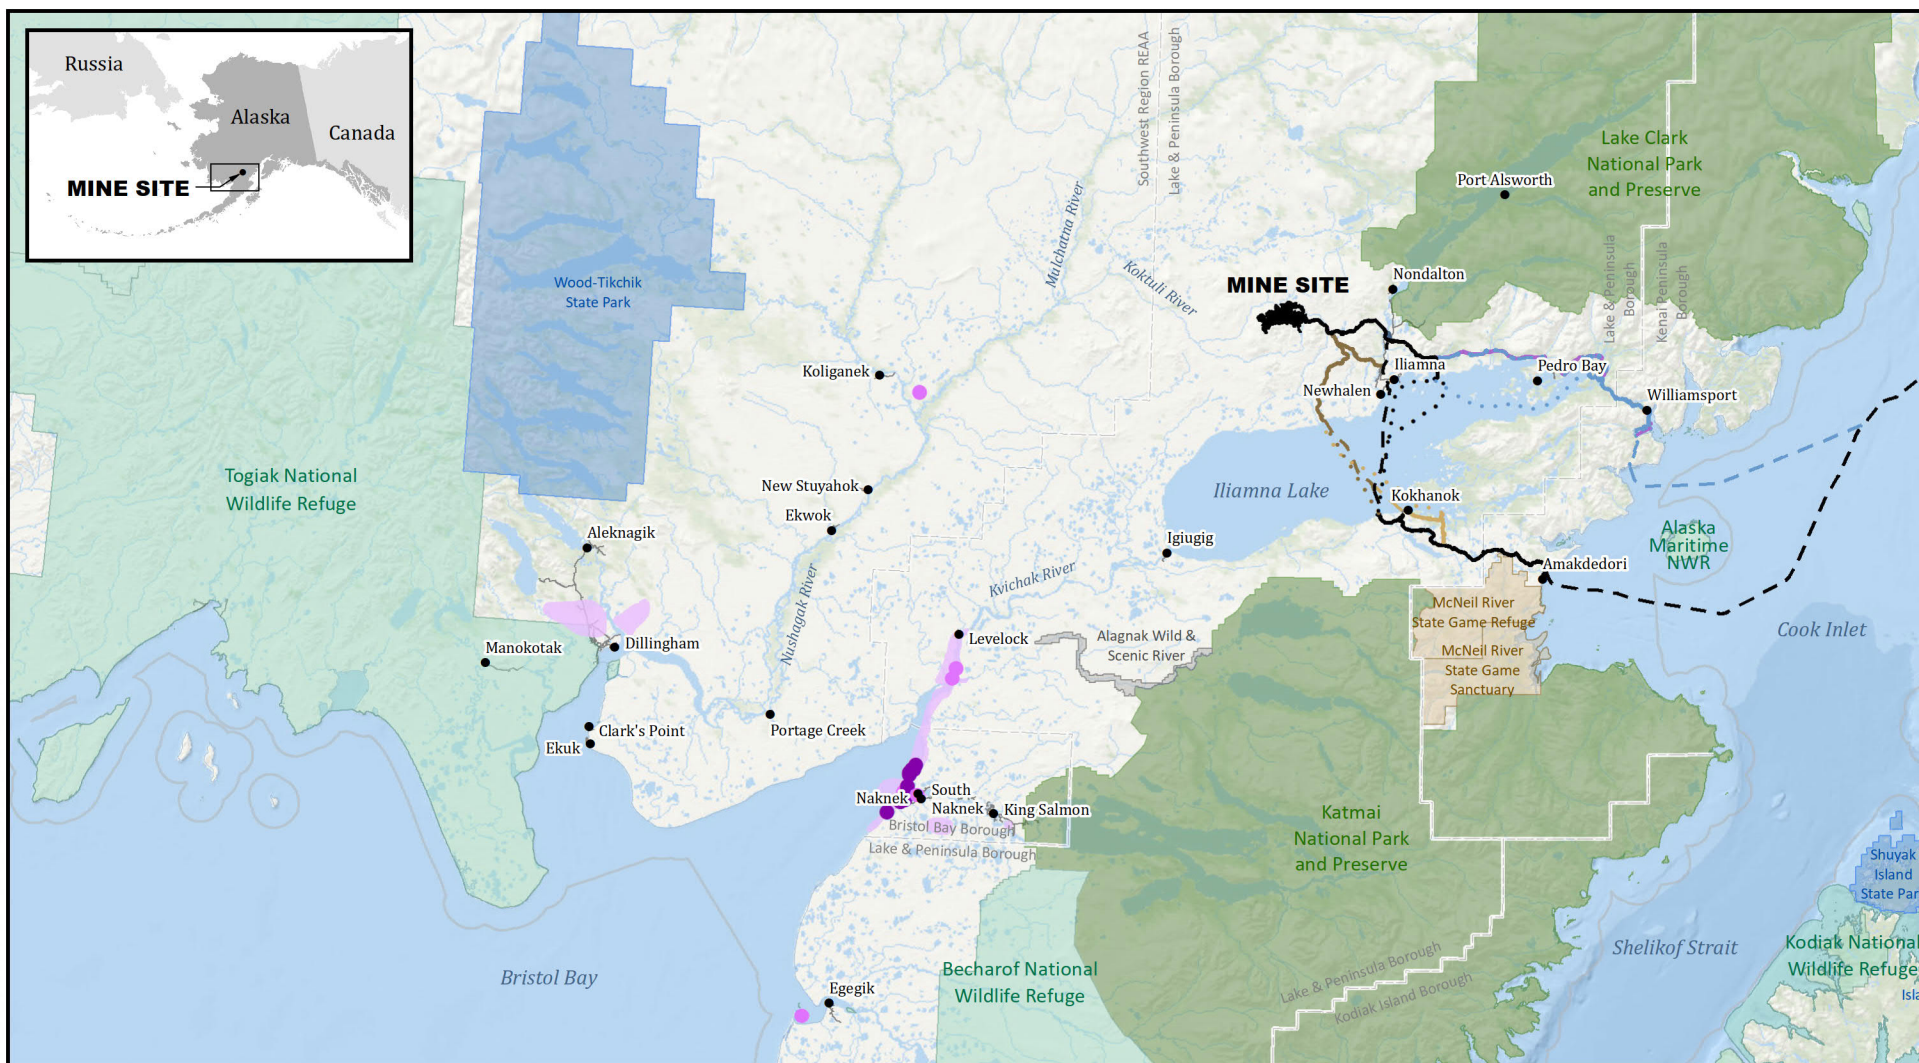 Russia
Alaska
Canada
MINE SITE
Southwest Region REAA
Lake & Peninsula Borough
Lake Clark
National Park
and Preserve
Port Alsworth
Wood-Tikchik
State Park
Mulchatna River
Koktuli River
MINE SITE
Nondalton
Lake & Peninsula
Borough
Kenai Peninsula
Borough
Koliganek
Iliamna
Newhalen
Pedro Bay
Williamsport
Togiak National
Wildlife Refuge
New Stuyahok
Ekwok
Iliamna Lake
Kokhanok
Aleknagik
Igiugig
Alaska
Maritime
NWR
Amakdedori
Kvichak River
Nushagak River
McNeil River
State Game Refuge
McNeil River
State Game
Sanctuary
Cook Inlet
Manokotak
Dillingham
Levelock
Alagnak Wild &
Scenic River
Clark's Point
Ekuk
Portage Creek
Naknek
South
Naknek
King Salmon
Bristol Bay Borough
Lake & Peninsula Borough
Katmai
National Park
and Preserve
Shuyak
Island
State Par
Bristol Bay
Egegik
Becharof National
Wildlife Refuge
Lake & Peninsula Borough
Kodiak Island Borough
Shelikof Strait
Kodiak National
Wildlife Refuge
Isla